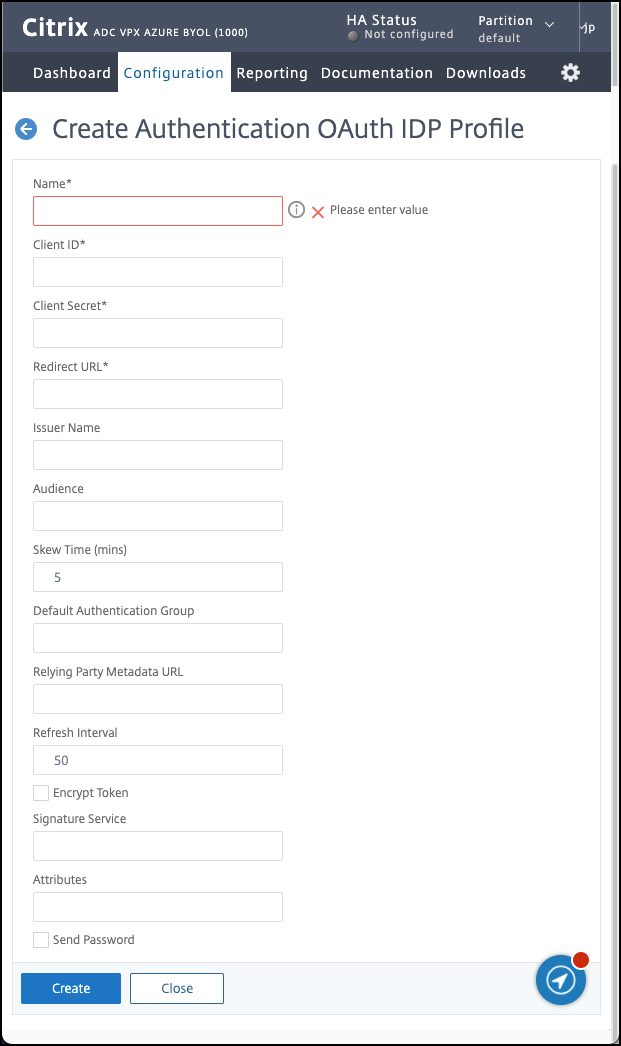 Citrix ADC VPX AZURE BYOL (1000)
HA Status
Not configured
Partition
default
jp
Dashboard Configuration Reporting Documentation Downloads
Create Authentication OAuth IDP Profile
Name*
Please enter value
Client ID*
Client Secret*
Redirect URL*
Issuer Name
Audience
Skew Time (mins)
5
Default Authentication Group
Relying Party Metadata URL
Refresh Interval
50
Encrypt Token
Signature Service
Attributes
Send Password
Create Close